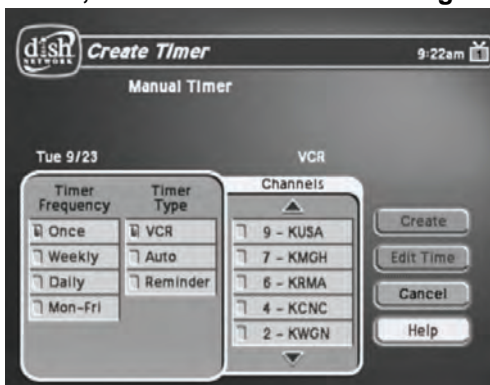 dish
NETWORK
Create Timer
9:22am
1
Manual Timer
Tue 9/23
VCR
Timer Frequency
Once
Weekly
Daily
Mon-Fri
Timer Type
VCR
Auto
Reminder
Channels
9 - KUSA
7 - KMGH
6 - KRMA
4 - KCNC
2 - KWGN
Create
Edit Time
Cancel
Help